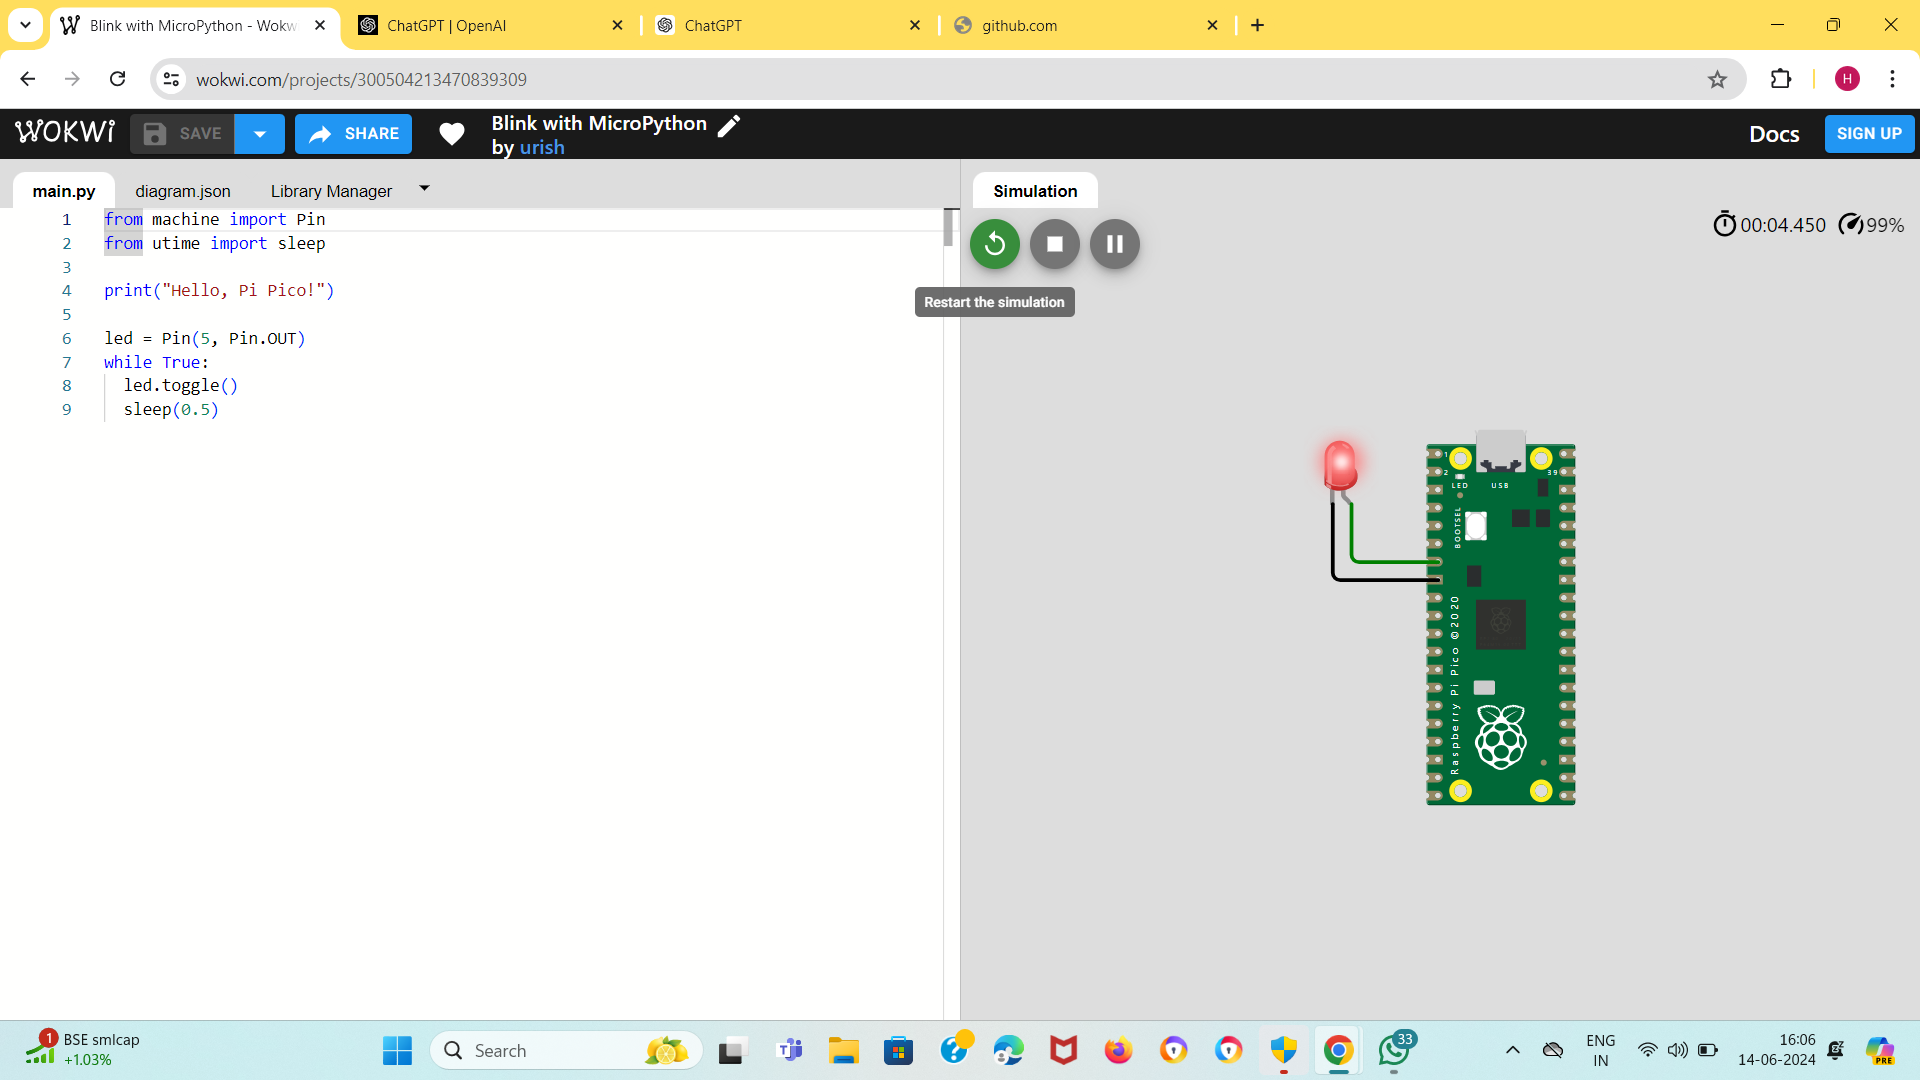 Blink with MicroPython - Wokw
ChatGPT | OpenAI
ChatGPT
github.com
wokwi.com/projects/300504213470839309
H
WOKWi
SAVE
SHARE
Blink with MicroPython
by urish
Docs
SIGN UP
main.py
diagram.json
Library Manager
Simulation
00:04.450
99%
Restart the simulation
1 from machine import Pin
2 from utime import sleep
3
4 print("Hello, Pi Pico!")
5
6 led = Pin(5, Pin.OUT)
7 while True:
8 led.toggle()
9 sleep(0.5)
1
2
39
LED
USB
BOOTSEL
Raspberry Pi Pico ©2020
1
BSE smlcap
+1.03%
Search
33
ENG
IN
16:06
14-06-2024
PRE